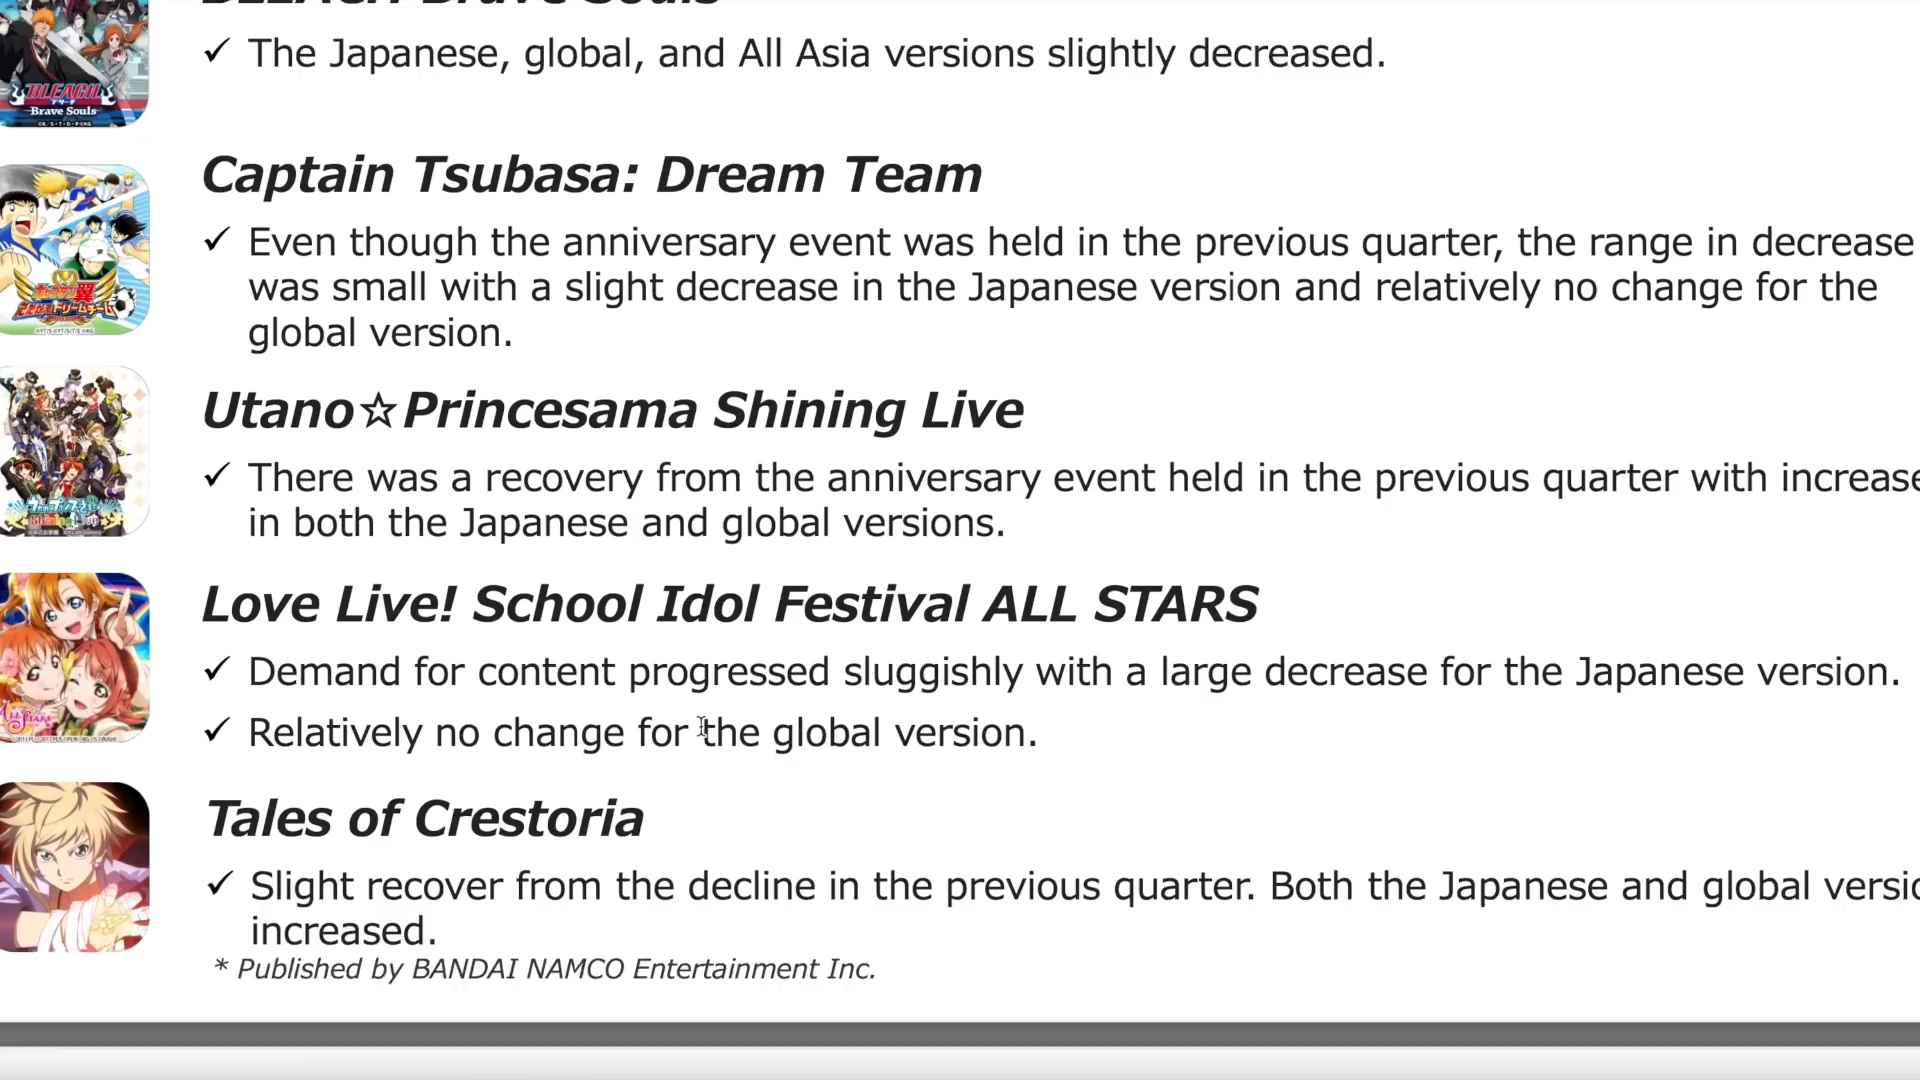 BLEACH Brave Souls
✓ The Japanese, global, and All Asia versions slightly decreased.
BLEACH
Brave Souls
Captain Tsubasa: Dream Team
✓ Even though the anniversary event was held in the previous quarter, the range in decrease
was small with a slight decrease in the Japanese version and relatively no change for the
global version.
Utano☆Princesama Shining Live
✓ There was a recovery from the anniversary event held in the previous quarter with increase
in both the Japanese and global versions.
Love Live! School Idol Festival ALL STARS
✓ Demand for content progressed sluggishly with a large decrease for the Japanese version.
✓ Relatively no change for the global version.
Tales of Crestoria
✓ Slight recover from the decline in the previous quarter. Both the Japanese and global versio
increased.
* Published by BANDAI NAMCO Entertainment Inc.